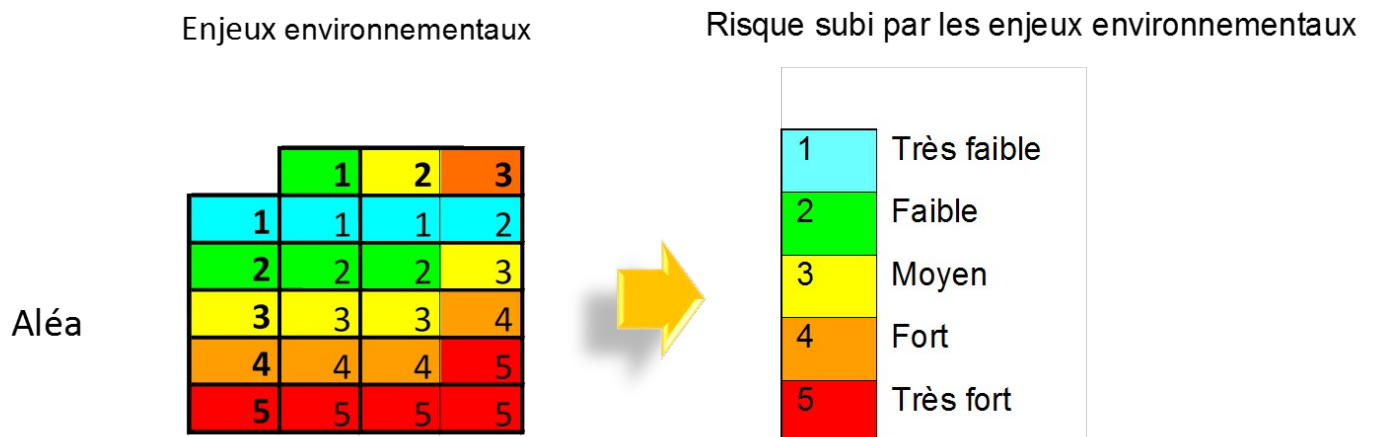 Enjeux environnementaux
Risque subi par les enjeux environnementaux
1 2 3
1 1 1 2
2 2 2 3
Aléa
3 3 3 4
4 4 4 5
5 5 5 5
1 Très faible
2 Faible
3 Moyen
4 Fort
5 Très fort